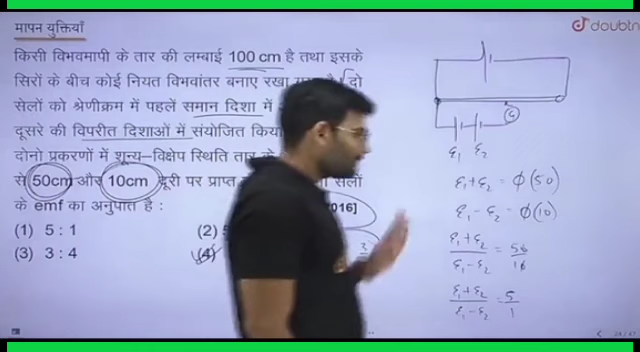 मापन युक्तियाँ
doubtn
किसी विभवमापी के तार की लम्बाई 100 cm है तथा इसके
सिरों के बीच कोई नियत विभवांतर बनाए रखा दो
सेलों को श्रेणीक्रम में पहलें समान दिशा में
दूसरे की विपरीत दिशाओं में संयोजित
दोनो प्रकरणों में शून्य–विक्षेप स्थिति तार
से 50cm और 10cm दूरी पर प्राप्त सेलों
के emf का अनुपात है : 2016]
(1) 5 : 1 (2)
(3) 3 : 4 (4)
G
ε₁ ε₂
ε₁ + ε₂ = ϕ(50)
ε₁ − ε₂ = ϕ(10)
ε₁ + ε₂ / ε₁ − ε₂ = 50 / 10
ε₁ + ε₂ / ε₁ − ε₂ = 5 / 1